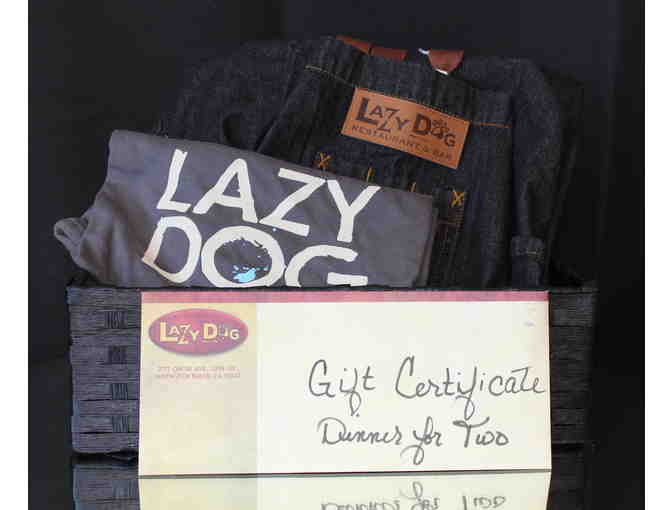 LAZY DOG
RESTAURANT & BAR
LAZY
DOG
LAZY DOG
Gift Certificate
Dinner for Two